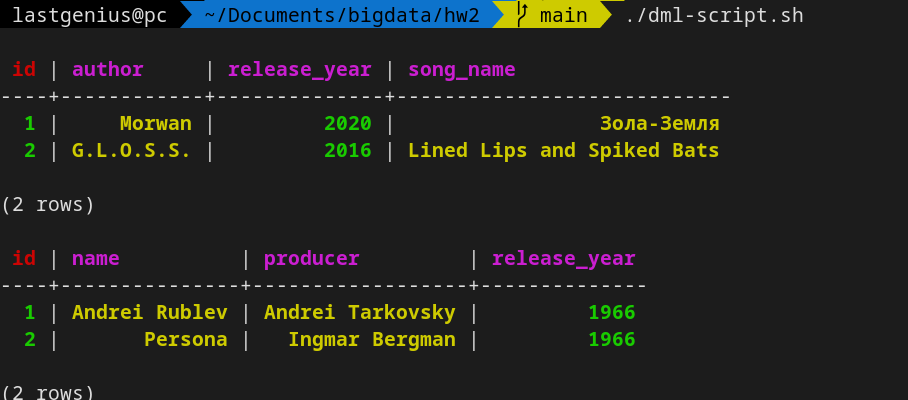 lastgenius@pc ~/Documents/bigdata/hw2 main ./dml-script.sh
id | author | release_year | song_name
----+------------+--------------+----------------------------
1 | Morwan | 2020 | Зола-Земля
2 | G.L.O.S.S. | 2016 | Lined Lips and Spiked Bats
(2 rows)
id | name | producer | release_year
----+---------------+------------------+--------------
1 | Andrei Rublev | Andrei Tarkovsky | 1966
2 | Persona | Ingmar Bergman | 1966
(2 rows)